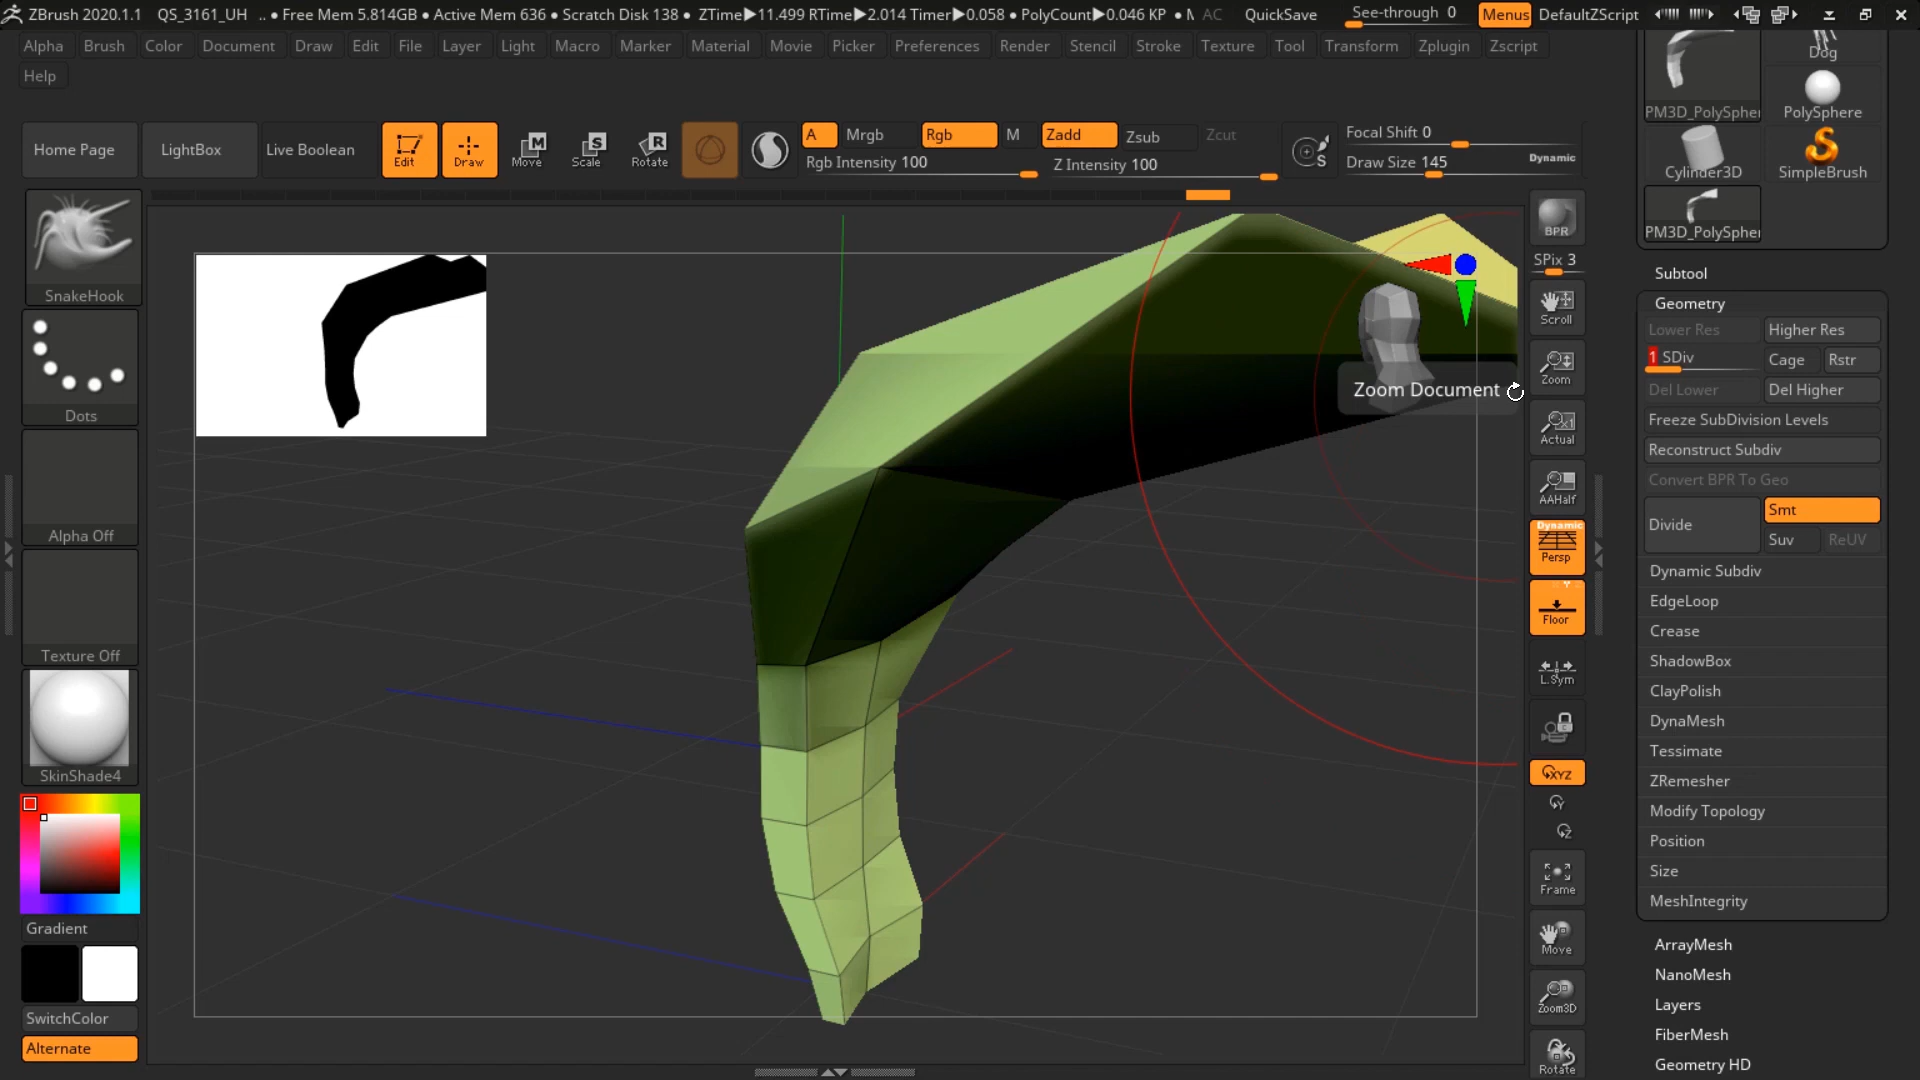 ZBrush 2020.1.1 QS_3161_UH .. • Free Mem 5.814GB • Active Mem 636 • Scratch Disk 138 • ZTime▶11.499 RTime▶2.014 Timer▶0.058 • PolyCount▶0.046 KP • M AC QuickSave See-through 0 Menus DefaultZScript
Alpha Brush Color Document Draw Edit File Layer Light Macro Marker Material Movie Picker Preferences Render Stencil Stroke Texture Tool Transform Zplugin Zscript
Help
Home Page LightBox Live Boolean Edit Draw Move Scale Rotate
A Mrgb Rgb M Zadd Zsub Zcut
Rgb Intensity 100 Z Intensity 100
S
Focal Shift 0
Draw Size 145 Dynamic
SnakeHook
Dots
Alpha Off
Texture Off
SkinShade4
Gradient
SwitchColor
Alternate
Zoom Document
BPR
SPix 3
Scroll
Zoom
Actual
AAHalf
Dynamic
Persp
Floor
L.Sym
XYZ
Y
Z
Frame
Move
Zoom3D
Rotate
Dog
PM3D_PolySpher PolySphere
Cylinder3D SimpleBrush
PM3D_PolySpher
Subtool
Geometry
Lower Res Higher Res
1 SDiv Cage Rstr
Del Lower Del Higher
Freeze SubDivision Levels
Reconstruct Subdiv
Convert BPR To Geo
Divide Smt
Suv ReUV
Dynamic Subdiv
EdgeLoop
Crease
ShadowBox
ClayPolish
DynaMesh
Tessimate
ZRemesher
Modify Topology
Position
Size
MeshIntegrity
ArrayMesh
NanoMesh
Layers
FiberMesh
Geometry HD